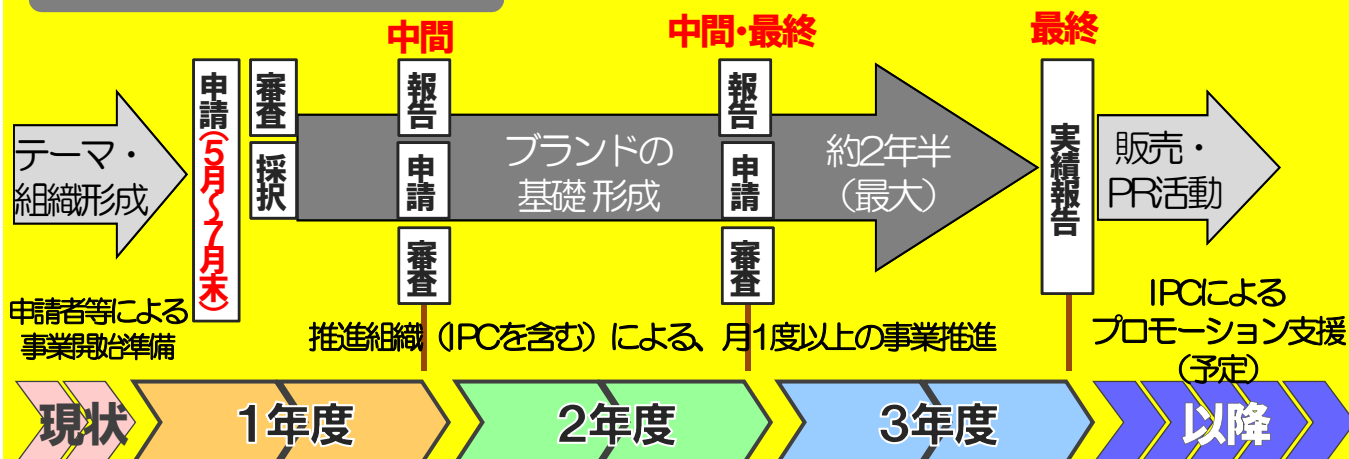 中間
中間・最終
最終
テーマ・
組織形成
申請(5月~7月末)
審査
採択
報告
申請
審査
ブランドの
基礎 形成
報告
申請
審査
約2年半
(最大)
実績報告
販売・
PR活動
申請者等による
事業開始準備
推進組織(IPCを含む)による、月1度以上の事業推進
IPCによる
プロモーション支援
(予定)
現状
1年度
2年度
3年度
以降